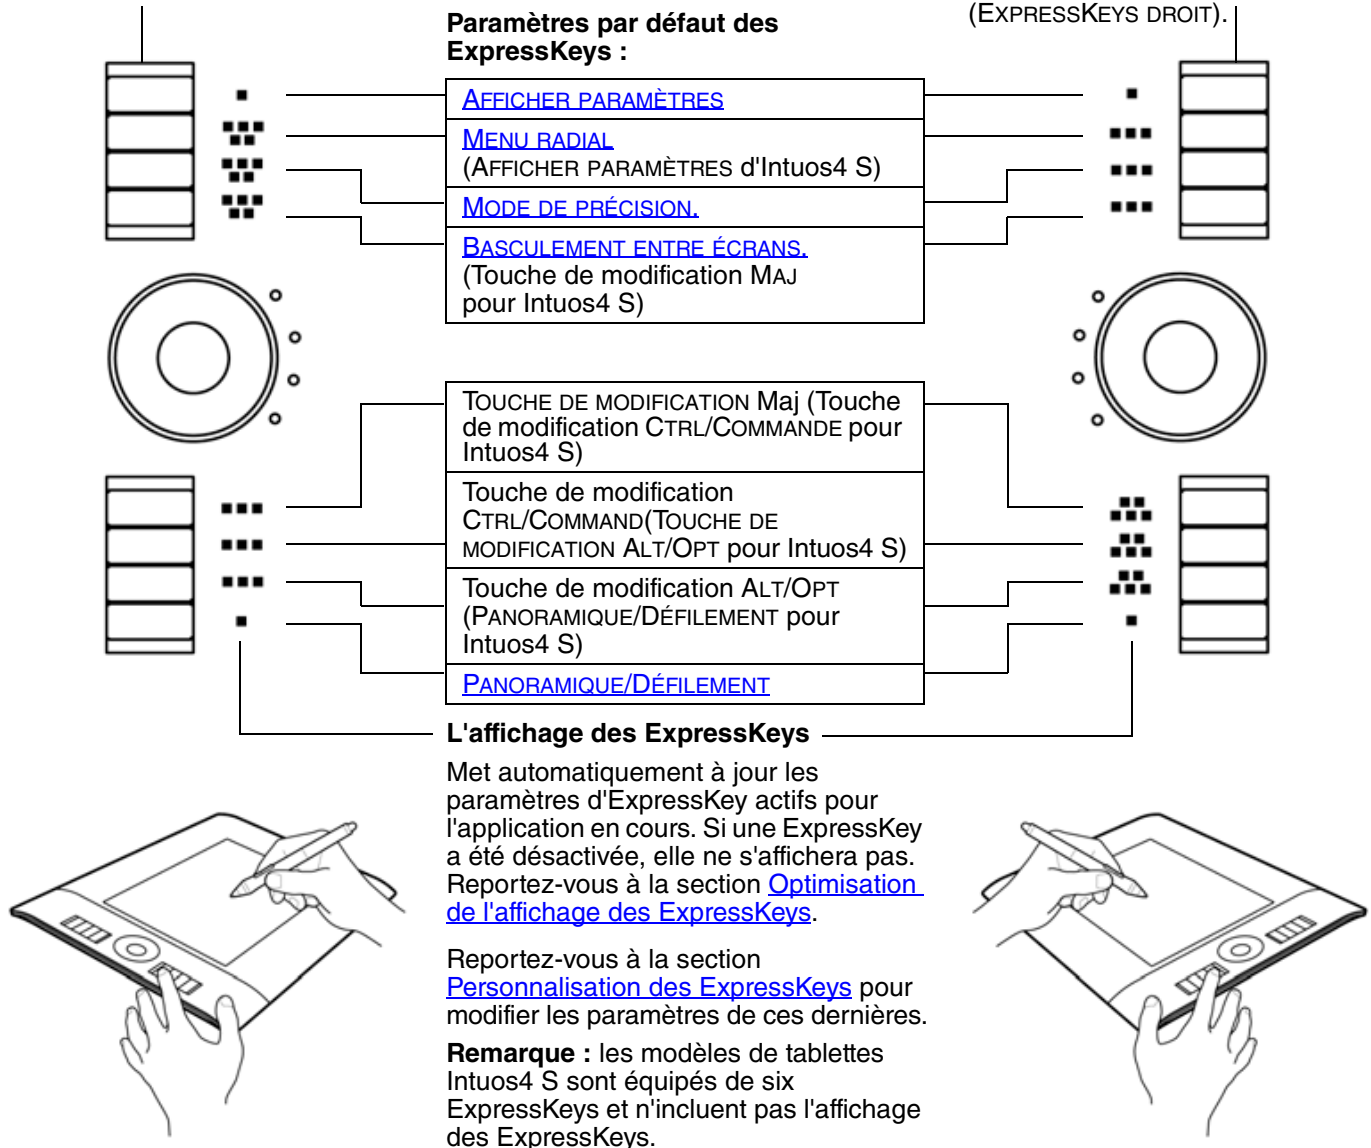 (EXPRESSKEYS DROIT).
Paramètres par défaut des
ExpressKeys :
AFFICHER PARAMÈTRES
MENU RADIAL
(AFFICHER PARAMÈTRES d'Intuos4 S)
MODE DE PRÉCISION.
BASCULEMENT ENTRE ÉCRANS.
(Touche de modification MAJ
pour Intuos4 S)
TOUCHE DE MODIFICATION Maj (Touche
de modification CTRL/COMMANDE pour
Intuos4 S)
Touche de modification
CTRL/COMMAND(TOUCHE DE
MODIFICATION ALT/OPT pour Intuos4 S)
Touche de modification ALT/OPT
(PANORAMIQUE/DÉFILEMENT pour
Intuos4 S)
PANORAMIQUE/DÉFILEMENT
L'affichage des ExpressKeys
Met automatiquement à jour les
paramètres d'ExpressKey actifs pour
l'application en cours. Si une ExpressKey
a été désactivée, elle ne s'affichera pas.
Reportez-vous à la section Optimisation
de l'affichage des ExpressKeys.
Reportez-vous à la section
Personnalisation des ExpressKeys pour
modifier les paramètres de ces dernières.
Remarque : les modèles de tablettes
Intuos4 S sont équipés de six
ExpressKeys et n'incluent pas l'affichage
des ExpressKeys.